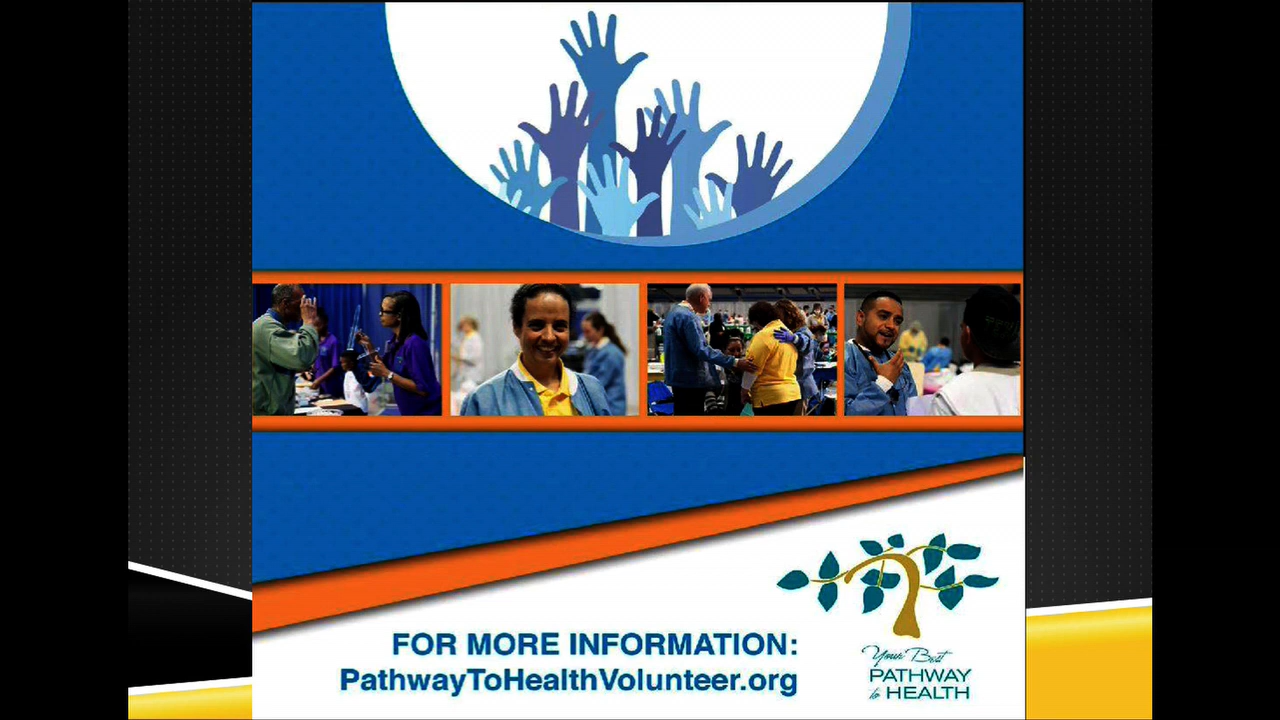 FOR MORE INFORMATION:
PathwayToHealthVolunteer.org
Your Best
PATHWAY
to HEALTH